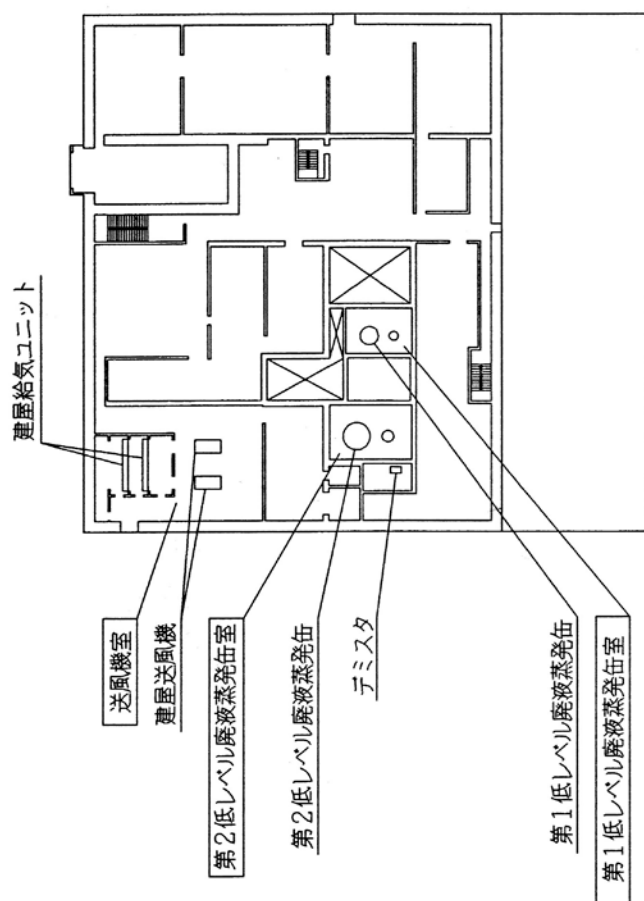 建屋給気ユニット
送風機室
建屋送風機
第2低レベル廃液蒸発缶室
第2低レベル廃液蒸発缶
デミスタ
第1低レベル廃液蒸発缶
第1低レベル廃液蒸発缶室